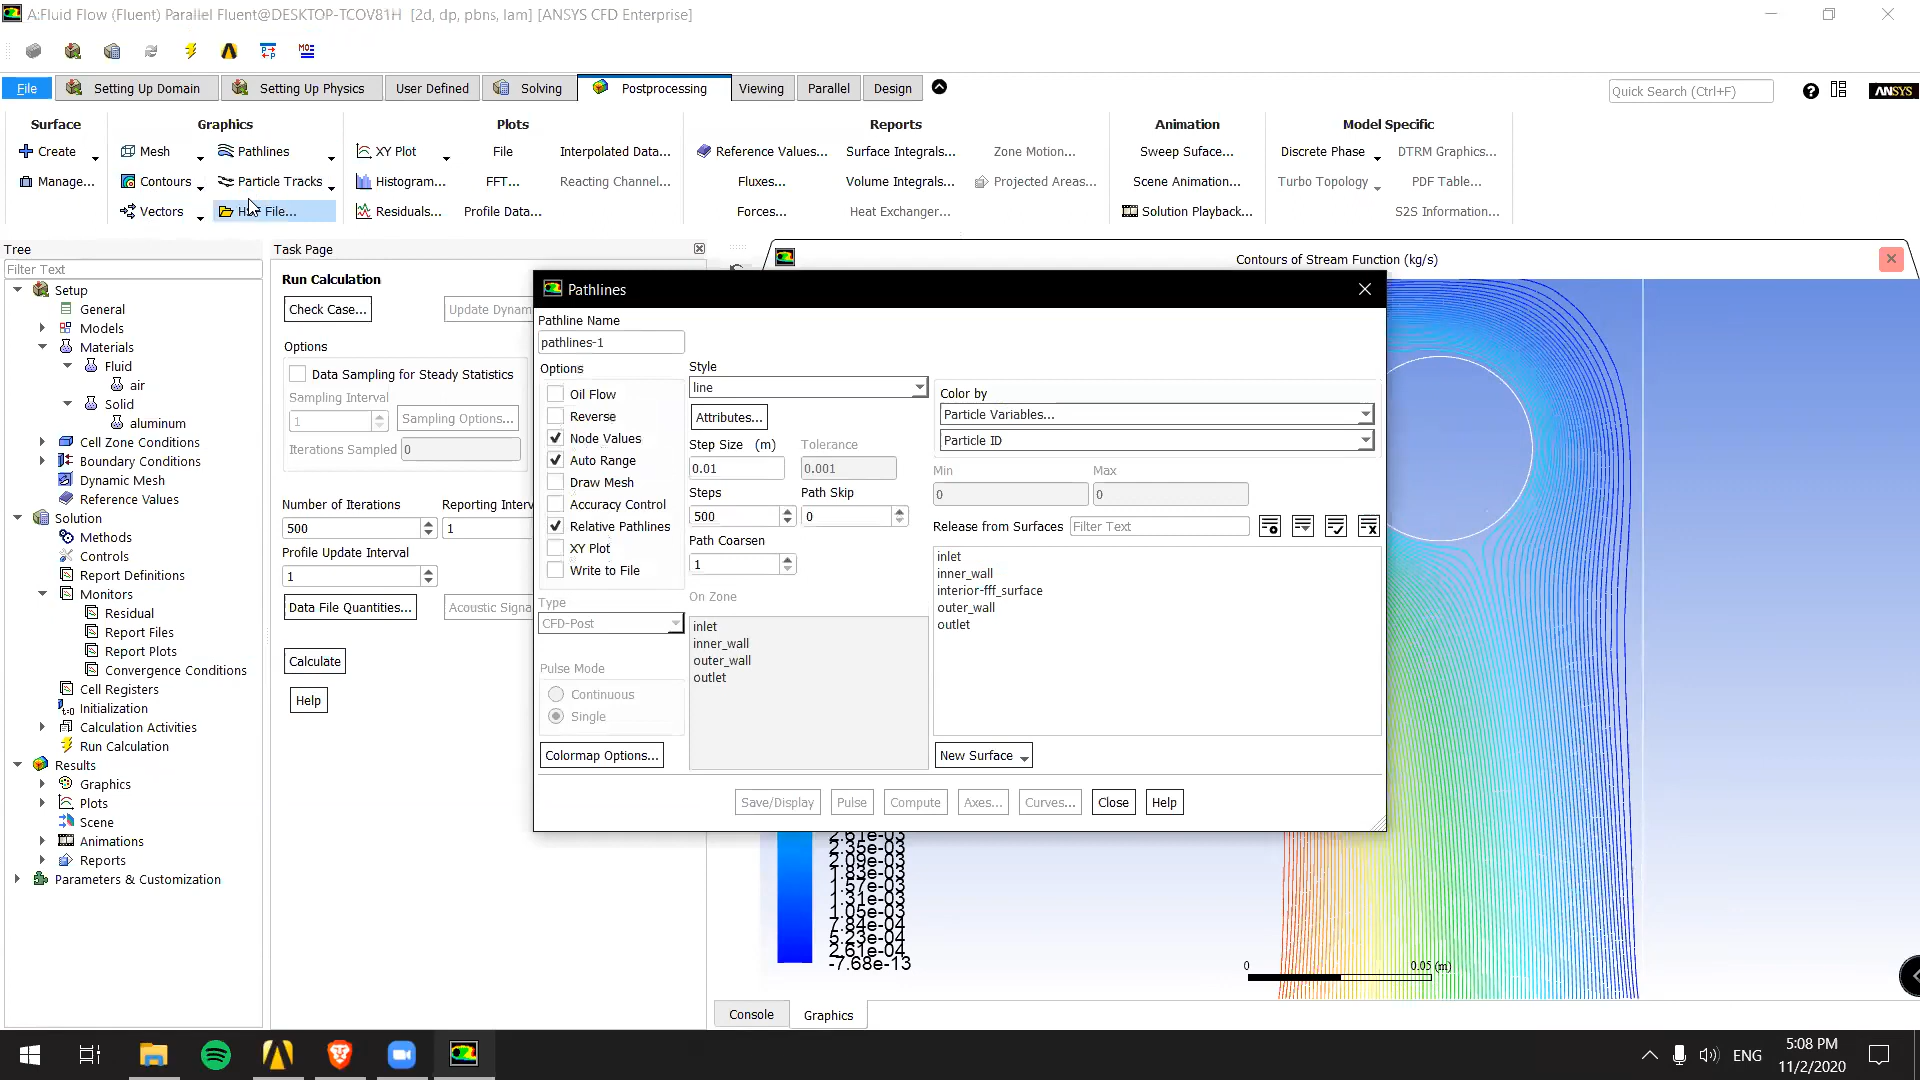 A:Fluid Flow (Fluent) Parallel Fluent@DESKTOP-TCOV81H [2d, dp, pbns, lam] [ANSYS CFD Enterprise]
File
Setting Up Domain
Setting Up Physics
User Defined
Solving
Postprocessing
Viewing
Parallel
Design
Quick Search (Ctrl+F)
ANSYS
Surface
Create
Manage...
Graphics
Mesh
Pathlines
Contours
Particle Tracks
Vectors
File...
Plots
XY Plot
File
Interpolated Data...
Histogram...
FFT...
Reacting Channel...
Residuals...
Profile Data...
Reports
Reference Values...
Surface Integrals...
Zone Motion...
Fluxes...
Volume Integrals...
Projected Areas...
Forces...
Heat Exchanger...
Animation
Sweep Suface...
Scene Animation...
Solution Playback...
Model Specific
Discrete Phase
DTRM Graphics...
Turbo Topology
PDF Table...
S2S Information...
Tree
Filter Text
Setup
General
Models
Materials
Fluid
air
Solid
aluminum
Cell Zone Conditions
Boundary Conditions
Dynamic Mesh
Reference Values
Solution
Methods
Controls
Report Definitions
Monitors
Residual
Report Files
Report Plots
Convergence Conditions
Cell Registers
Initialization
Calculation Activities
Run Calculation
Results
Graphics
Plots
Scene
Animations
Reports
Parameters & Customization
Task Page
Run Calculation
Check Case...
Update Dynam
Options
Data Sampling for Steady Statistics
Sampling Interval
1
Sampling Options...
Iterations Sampled
0
Number of Iterations
Reporting Interv
500
1
Profile Update Interval
1
Data File Quantities...
Acoustic Signa
Calculate
Help
Contours of Stream Function (kg/s)
Pathlines
Pathline Name
pathlines-1
Options
Oil Flow
Reverse
Node Values
Auto Range
Draw Mesh
Accuracy Control
Relative Pathlines
XY Plot
Write to File
Type
CFD-Post
Pulse Mode
Continuous
Single
Colormap Options...
Style
line
Attributes...
Step Size (m)
Tolerance
0.01
0.001
Steps
Path Skip
500
0
Path Coarsen
1
On Zone
inlet
inner_wall
outer_wall
outlet
Color by
Particle Variables...
Particle ID
Min
Max
0
0
Release from Surfaces
Filter Text
inlet
inner_wall
interior-fff_surface
outer_wall
outlet
New Surface
Save/Display
Pulse
Compute
Axes...
Curves...
Close
Help
2.61e-03
2.35e-03
2.09e-03
1.83e-03
1.57e-03
1.31e-03
1.05e-03
7.84e-04
5.23e-04
2.61e-04
-7.68e-13
0
0.05 (m)
Console
Graphics
ENG
5:08 PM
11/2/2020